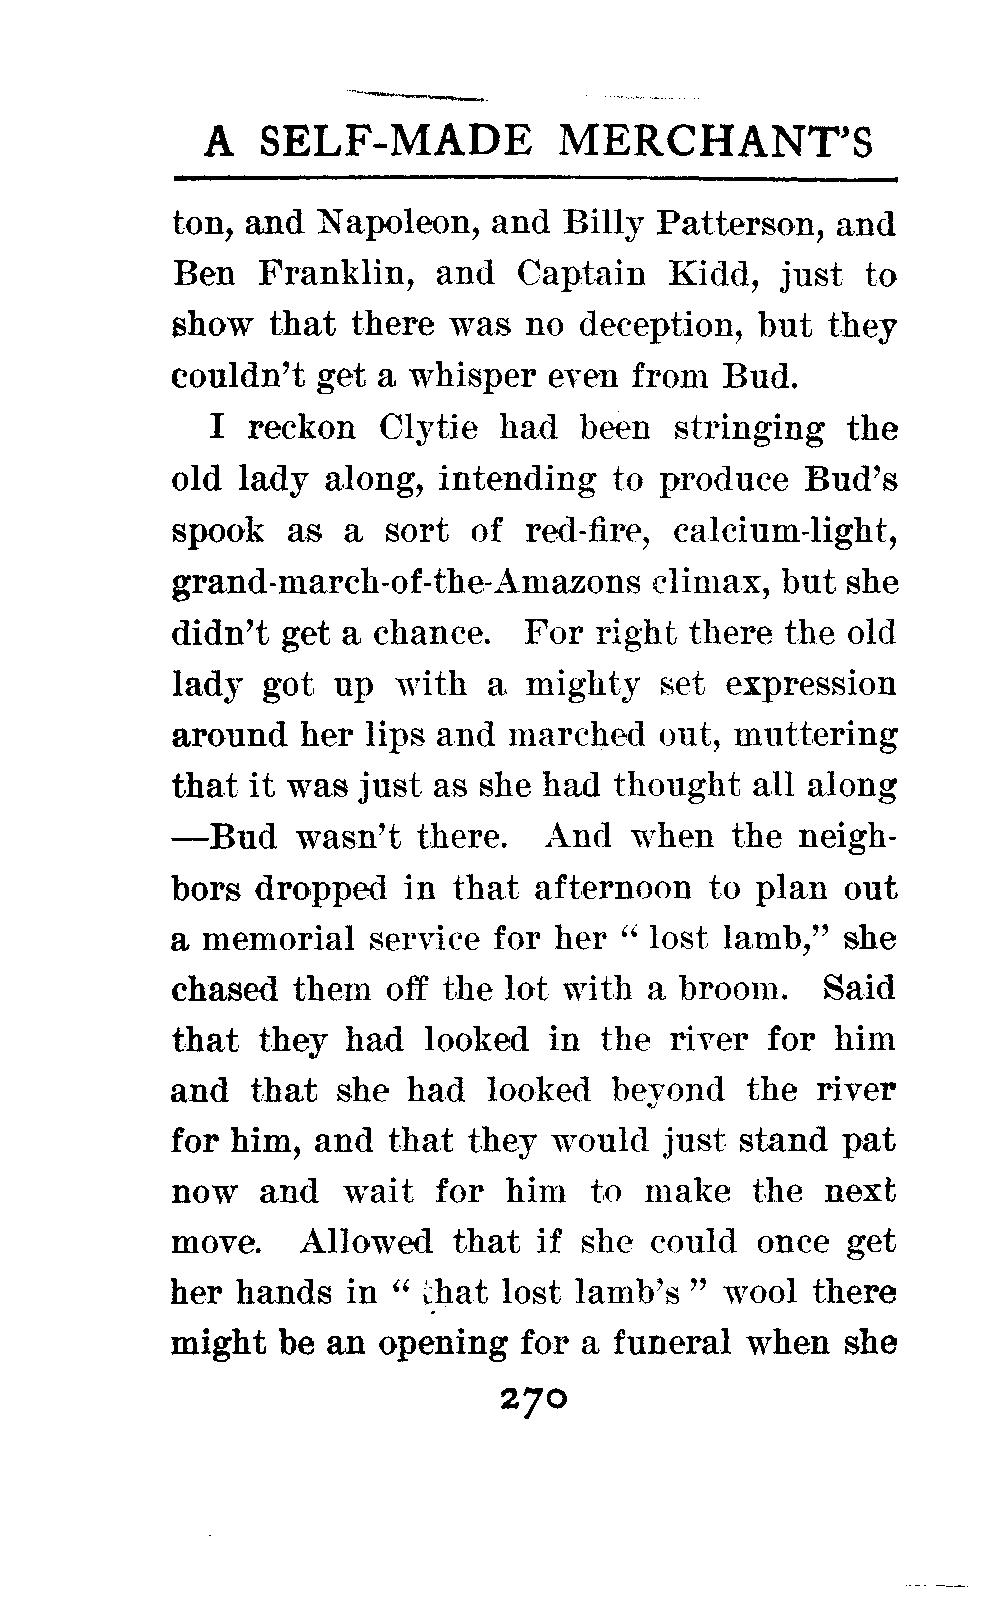 A SELF-MADE MERCHANT'S
ton, and Napoleon, and Billy Patterson, and
Ben Franklin, and Captain Kidd, just to
show that there was no deception, but they
couldn't get a whisper even from Bud.
I reckon Clytie had been stringing the
old lady along, intending to produce Bud's
spook as a sort of red-fire, calcium-light,
grand-march-of-the-Amazons climax, but she
didn't get a chance. For right there the old
lady got up with a mighty set expression
around her lips and marched out, muttering
that it was just as she had thought all along
—Bud wasn't there. And when the neigh-
bors dropped in that afternoon to plan out
a memorial service for her “ lost lamb,” she
chased them off the lot with a broom. Said
that they had looked in the river for him
and that she had looked beyond the river
for him, and that they would just stand pat
now and wait for him to make the next
move. Allowed that if she could once get
her hands in “ that lost lamb's ” wool there
might be an opening for a funeral when she
270